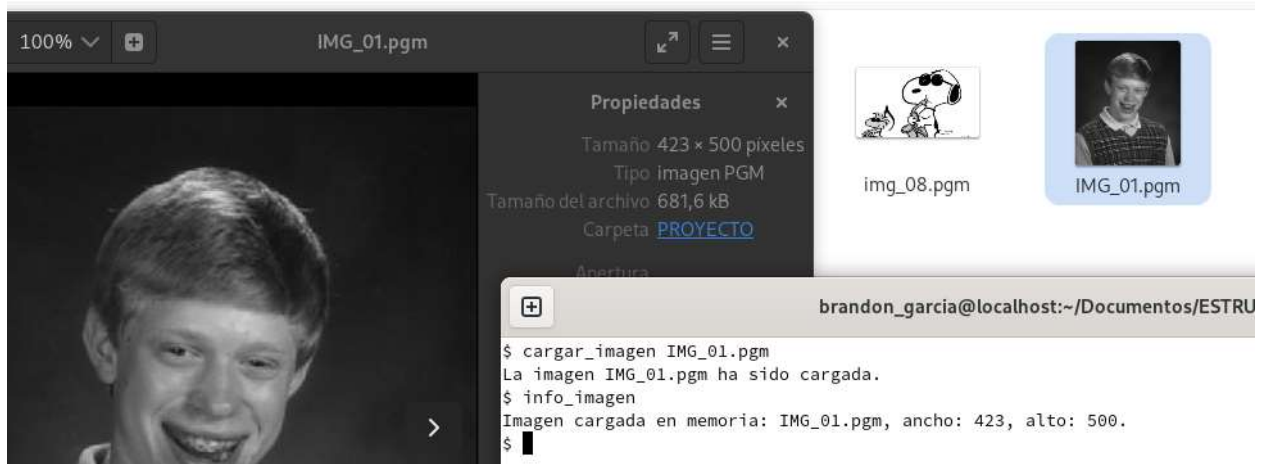 100%
IMG_01.pgm
Propiedades
Tamaño 423 × 500 píxeles
Tipo imagen PGM
Tamaño del archivo 681,6 kB
Carpeta PROYECTO
Apertura
img_08.pgm
IMG_01.pgm
brandon_garcia@localhost:~/Documentos/ESTRU
$ cargar_imagen IMG_01.pgm
La imagen IMG_01.pgm ha sido cargada.
$ info_imagen
Imagen cargada en memoria: IMG_01.pgm, ancho: 423, alto: 500.
$